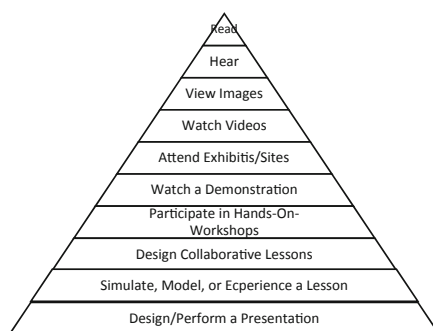 Read
Hear
View Images
Watch Videos
Attend Exhibitis/Sites
Watch a Demonstration
Participate in Hands-On-
Workshops
Design Collaborative Lessons
Simulate, Model, or Ecperience a Lesson
Design/Perform a Presentation